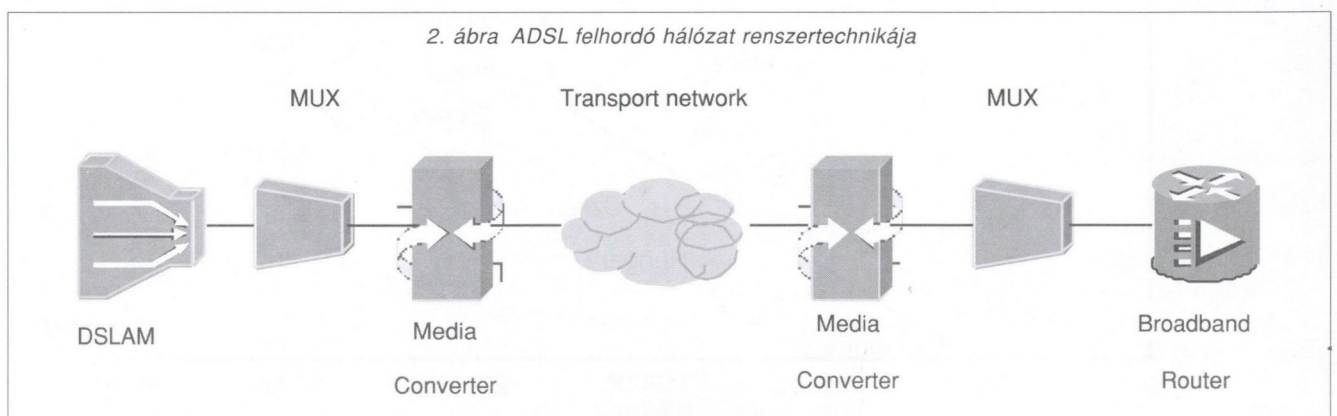 2. ábra ADSL felhordó hálózat renszertechnikája
MUX
Transport network
MUX
DSLAM
Media
Converter
Media
Converter
Broadband
Router